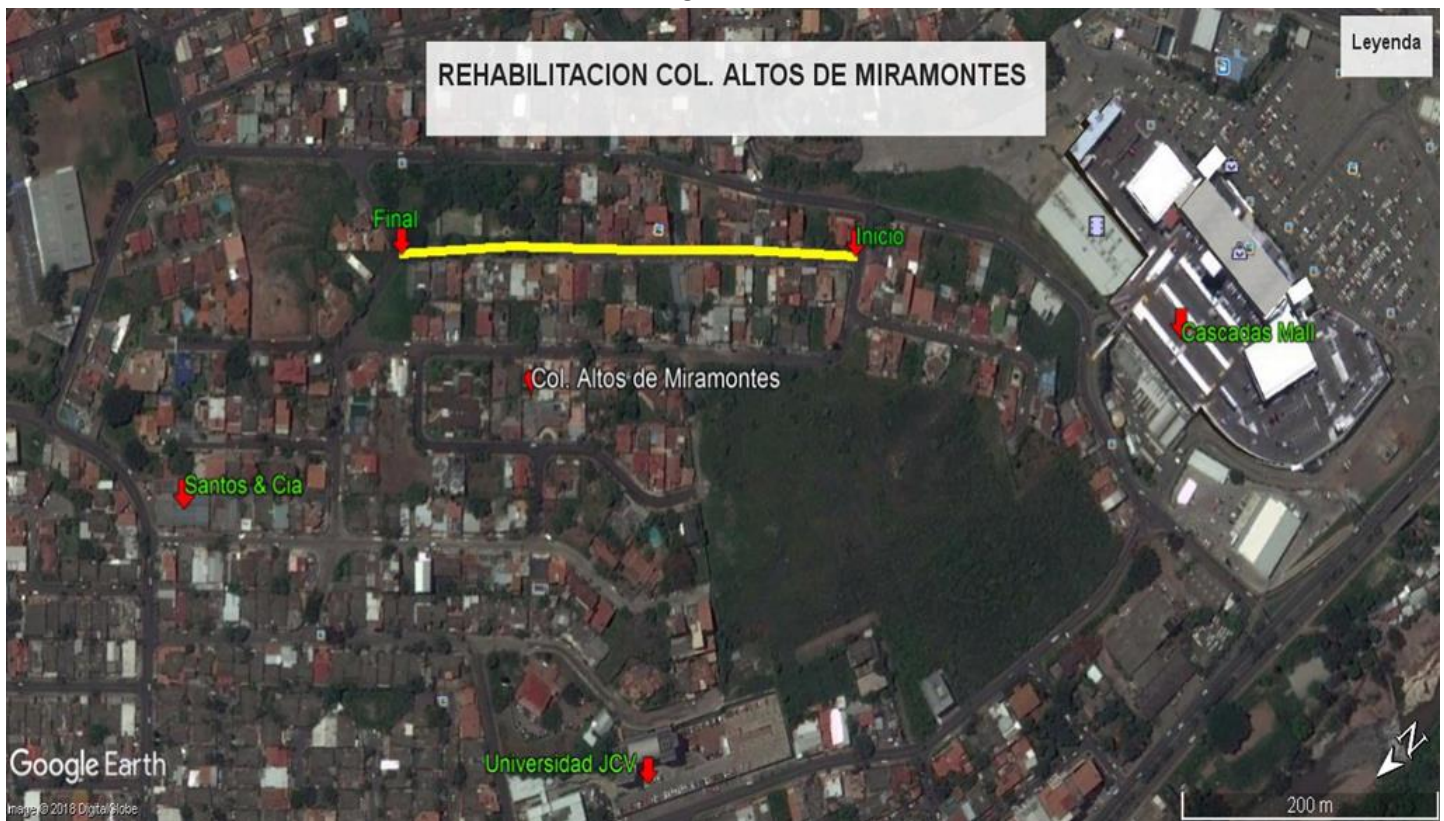 Leyenda
REHABILITACION COL. ALTOS DE MIRAMONTES
Final
Inicio
Cascadas Mall
Col. Altos de Miramontes
Santos & Cia
Universidad JCV
Google Earth
N
Image © 2018 DigitalGlobe
200 m